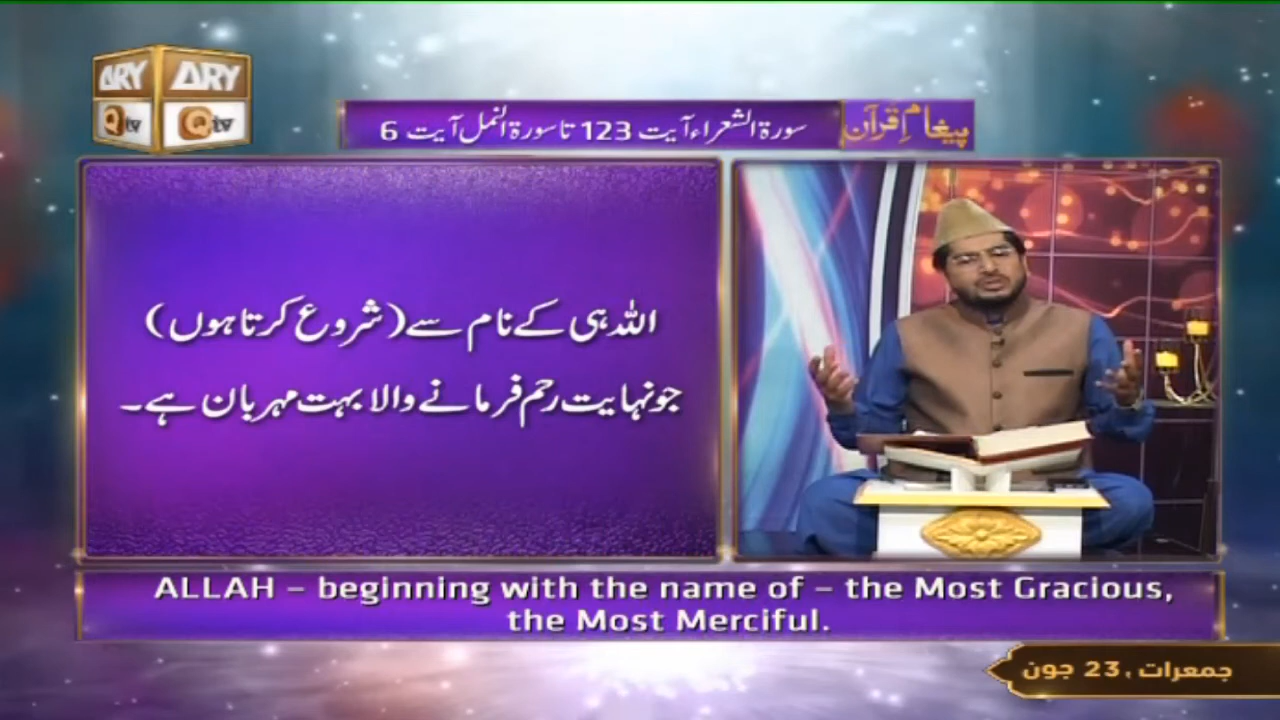 ARY ARY
Qtv Qtv
پیغامِ قرآن
سورۃ الشعراء آیت 123 تا سورۃ النمل آیت 6
اللہ ہی کے نام سے (شروع کرتا ہوں)
جو نہایت رحم فرمانے والا بہت مہربان ہے۔
ALLAH – beginning with the name of – the Most Gracious,
the Most Merciful.
جمعرات، 23 جون